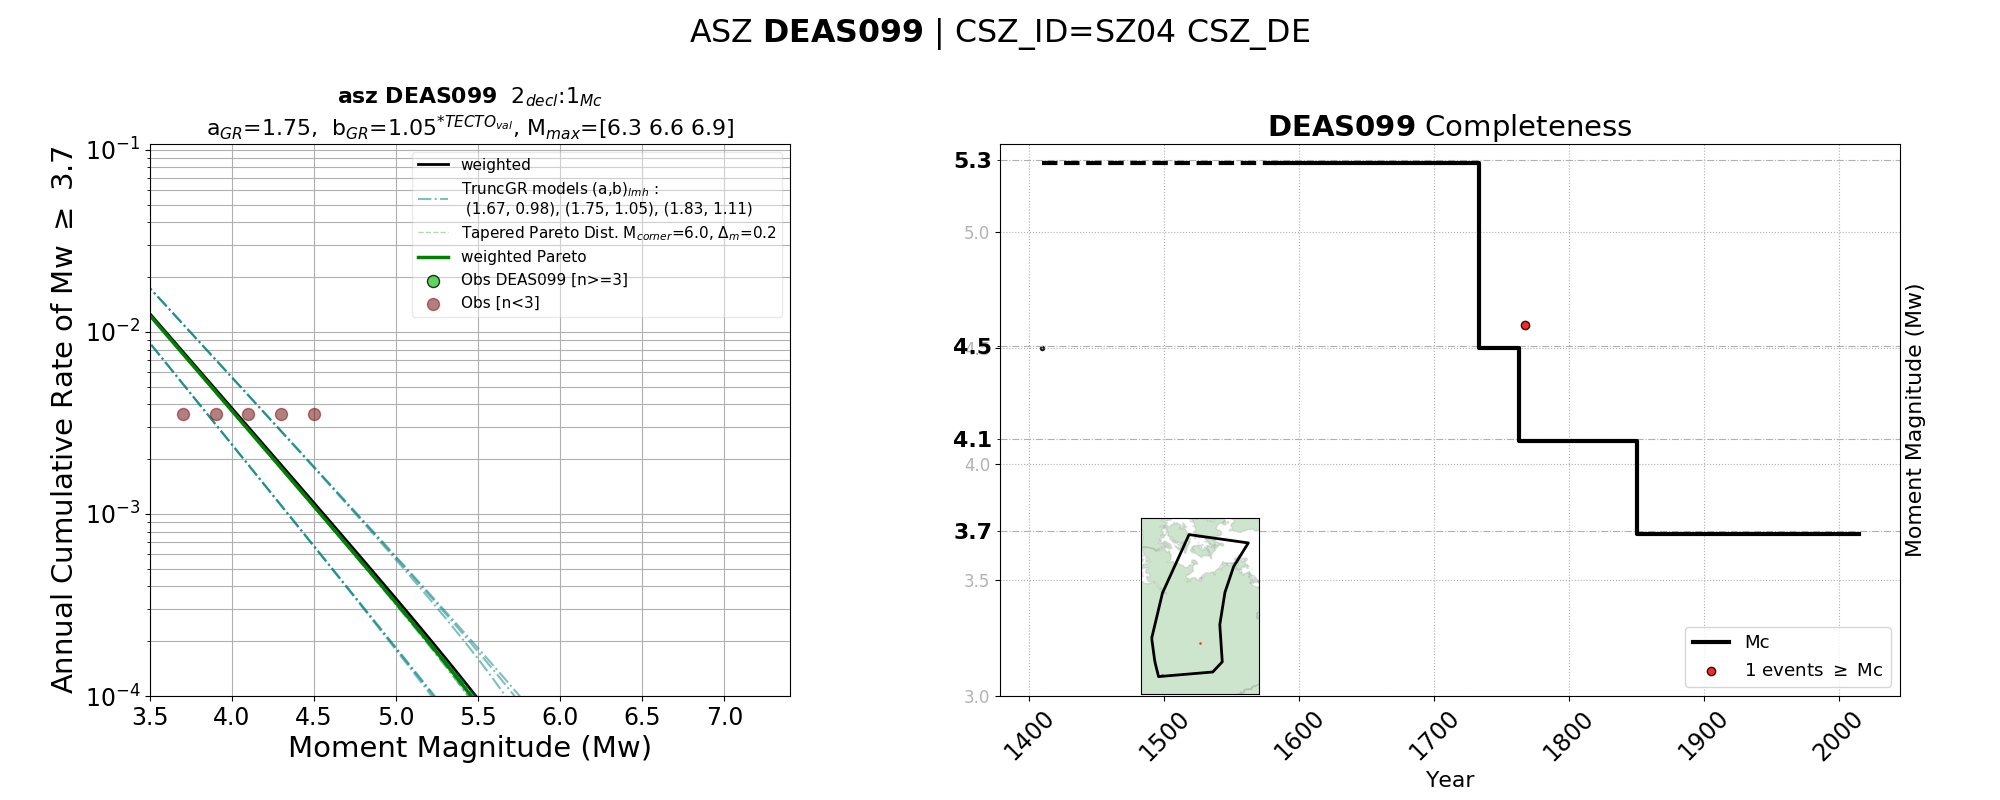 ASZ DEAS099 | CSZ_ID=SZ04 CSZ_DE
asz DEAS099 2decl:1Mc
aGR=1.75, bGR=1.05*TECTOval, Mmax=[6.3 6.6 6.9]
Annual Cumulative Rate of Mw ≥ 3.7
10−1
10−2
10−3
10−4
weighted
TruncGR models (a,b)lmh :
(1.67, 0.98), (1.75, 1.05), (1.83, 1.11)
Tapered Pareto Dist. Mcorner=6.0, Δm=0.2
weighted Pareto
Obs DEAS099 [n>=3]
Obs [n<3]
3.5 4.0 4.5 5.0 5.5 6.0 6.5 7.0
Moment Magnitude (Mw)
DEAS099 Completeness
5.3
5.0
4.5
4.1
4.0
3.7
3.5
3.0
Mc
1 events ≥ Mc
Moment Magnitude (Mw)
1400 1500 1600 1700 1800 1900 2000
Year